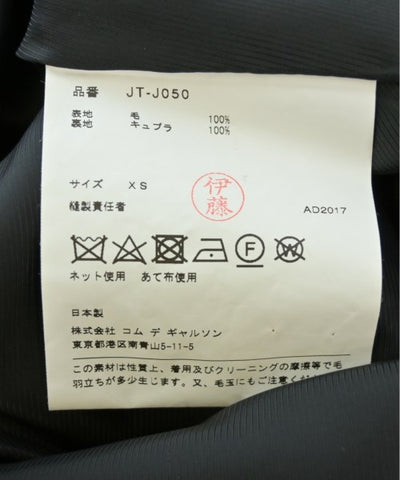 品番 JT-J050
表地 毛 100%
裏地 キュプラ 100%
サイズ XS
縫製責任者
伊藤
AD2017
ネット使用 あて布使用
日本製
株式会社 コム デ ギャルソン
東京都港区南青山5-11-5
この素材は性質上、着用及びクリーニングの摩擦等で毛
羽立ちが多少生じます。又、毛玉にもご注意くだ